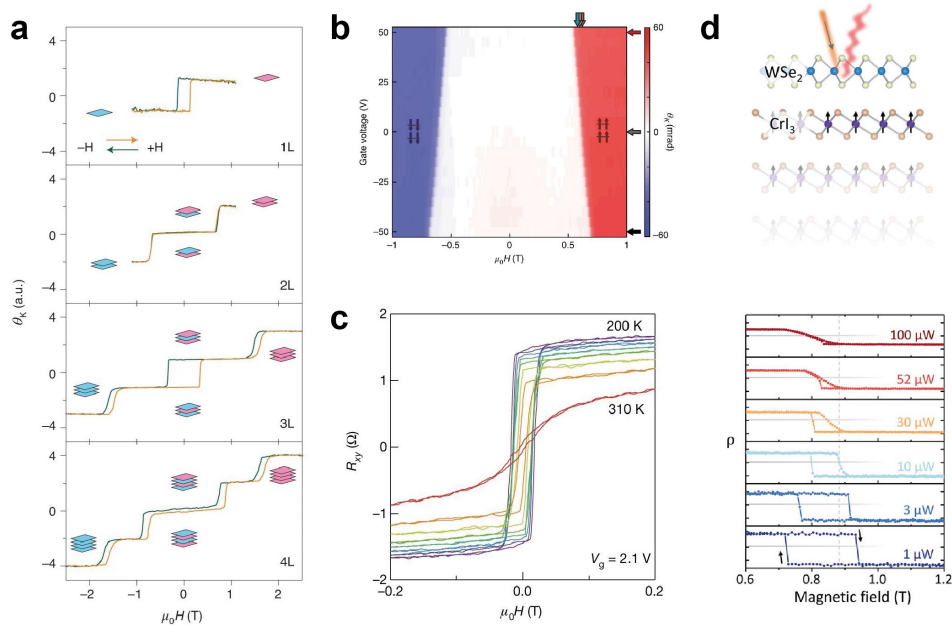 a
4
2
0
−2
−4
−H
+H
1L
4
0
−4
2L
4
0
−4
3L
4
0
−4
4L
θK (a.u.)
−2
−1
0
1
2
μ0H (T)
b
50
25
0
−25
−50
Gate voltage (V)
−1
−0.5
0
0.5
1
μ0H (T)
60
0
−60
θK (mrad)
c
2
1
0
−1
−2
Rxy (Ω)
200 K
310 K
Vg = 2.1 V
−0.2
0.0
0.2
μ0H (T)
d
WSe2
CrI3
ρ
100 μW
52 μW
30 μW
10 μW
3 μW
1 μW
0.6
0.8
1.0
1.2
Magnetic field (T)